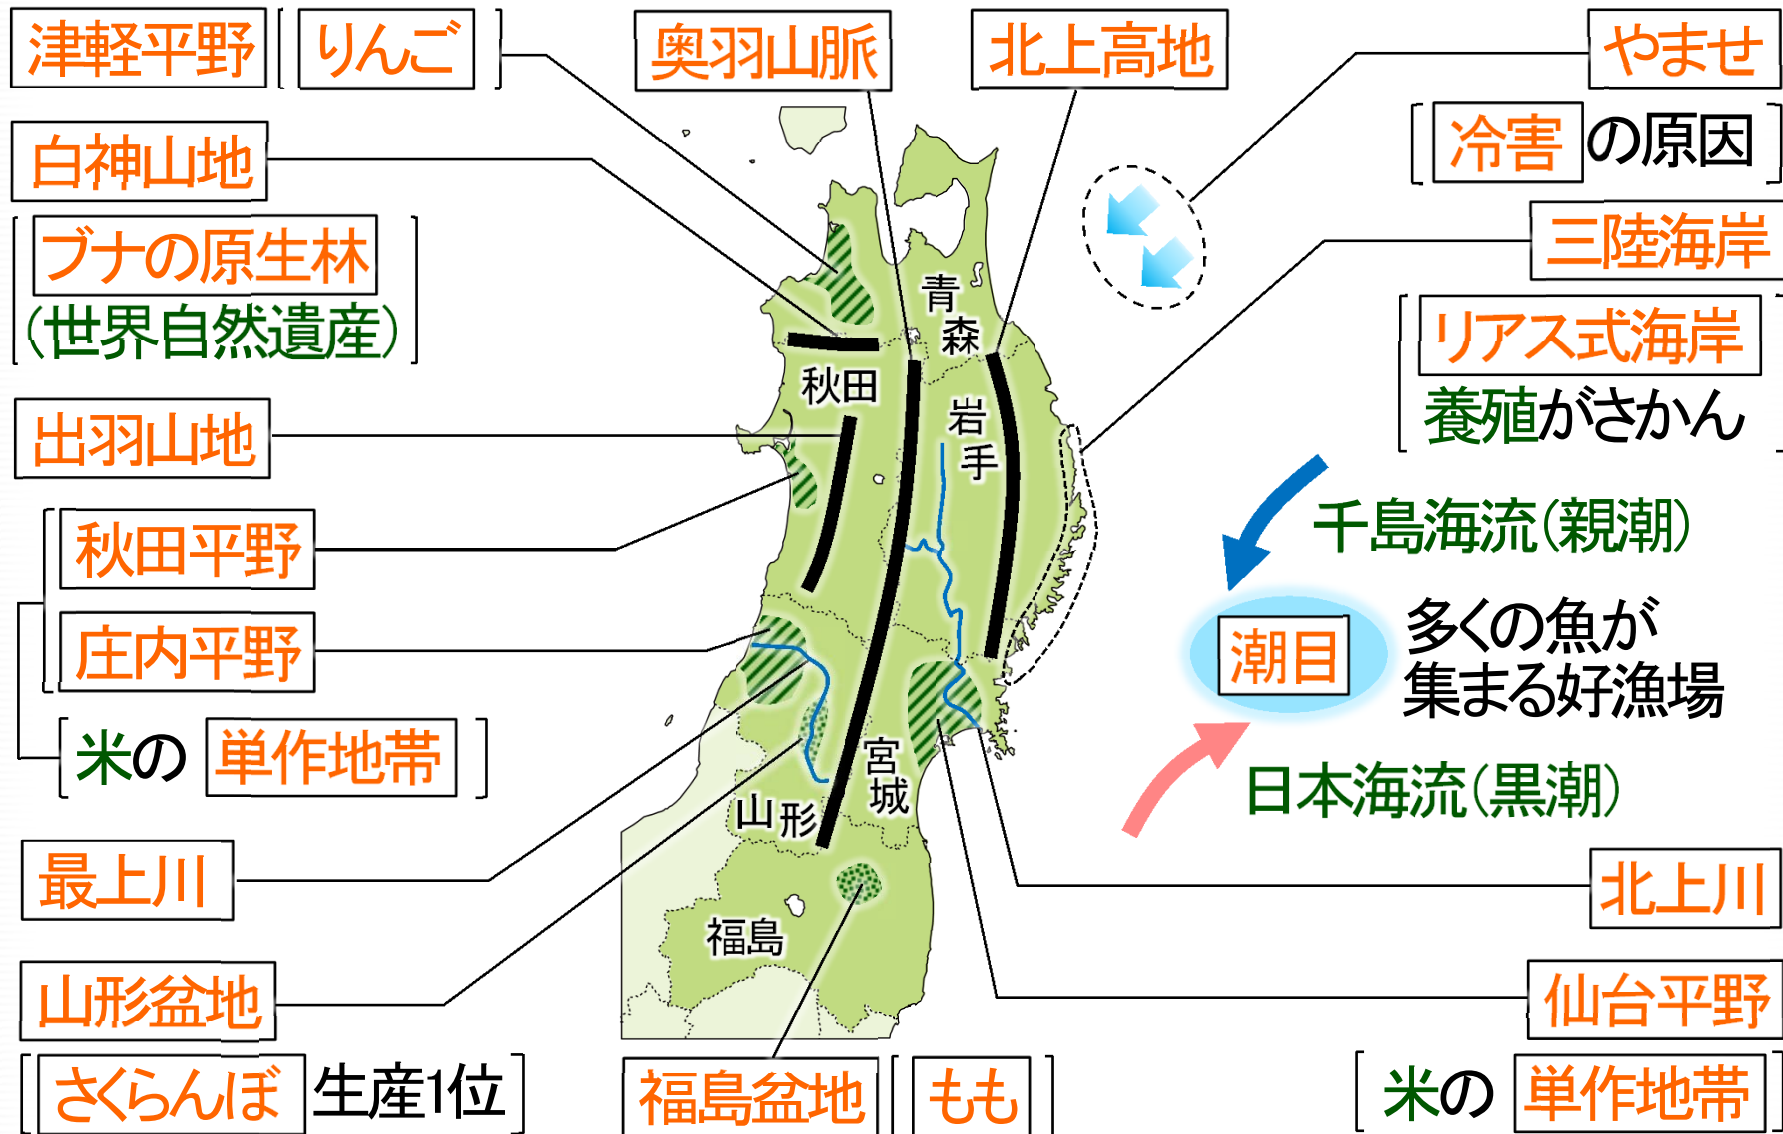 津軽平野［りんご］
奥羽山脈
北上高地
やませ
［冷害の原因］
白神山地
［ブナの原生林
（世界自然遺産）］
三陸海岸
［リアス式海岸
養殖がさかん］
出羽山地
秋田平野
庄内平野
［米の単作地帯］
千島海流（親潮）
潮目
多くの魚が
集まる好漁場
日本海流（黒潮）
最上川
北上川
山形盆地
［さくらんぼ生産1位］
福島盆地［もも］
仙台平野
［米の単作地帯］
青森
秋田
岩手
宮城
山形
福島